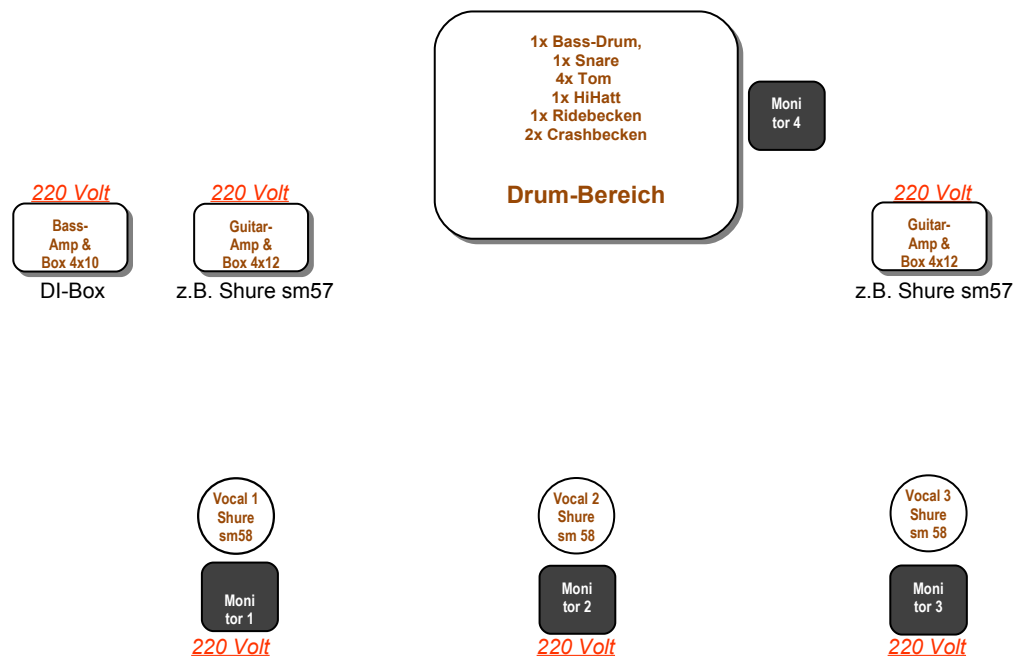 1x Bass-Drum,
1x Snare
4x Tom
1x HiHatt
1x Ridebecken
2x Crashbecken
Drum-Bereich
Moni
tor 4
220 Volt
Bass-
Amp &
Box 4x10
DI-Box
220 Volt
Guitar-
Amp &
Box 4x12
z.B. Shure sm57
220 Volt
Guitar-
Amp &
Box 4x12
z.B. Shure sm57
Vocal 1
Shure
sm58
Moni
tor 1
220 Volt
Vocal 2
Shure
sm 58
Moni
tor 2
220 Volt
Vocal 3
Shure
sm 58
Moni
tor 3
220 Volt